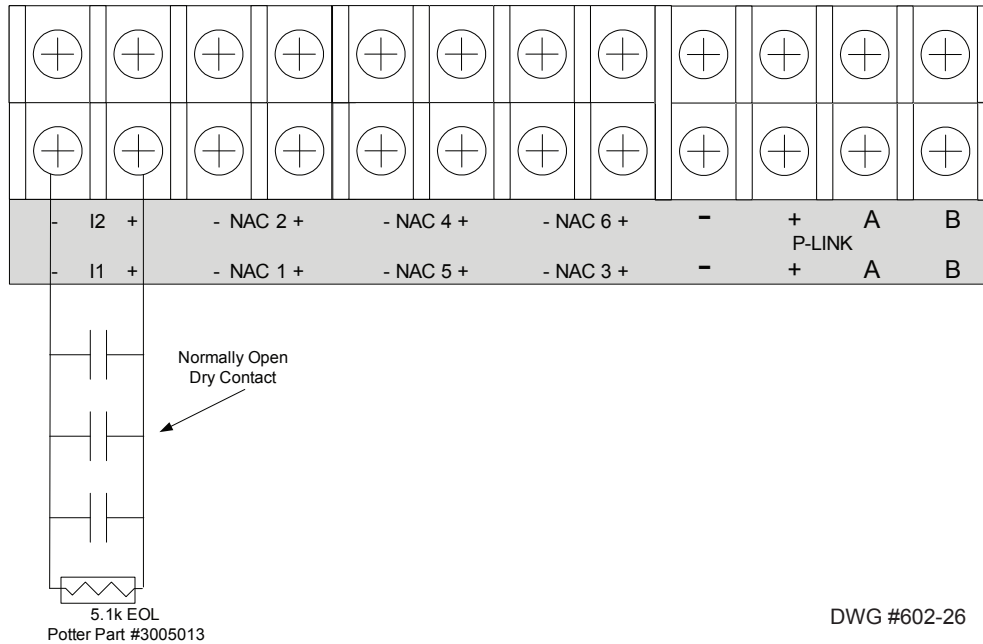 - I2 + - NAC 2 + - NAC 4 + - NAC 6 + - + A B
P-LINK
- I1 + - NAC 1 + - NAC 5 + - NAC 3 + - + A B
Normally Open
Dry Contact
5.1k EOL
Potter Part #3005013
DWG #602-26